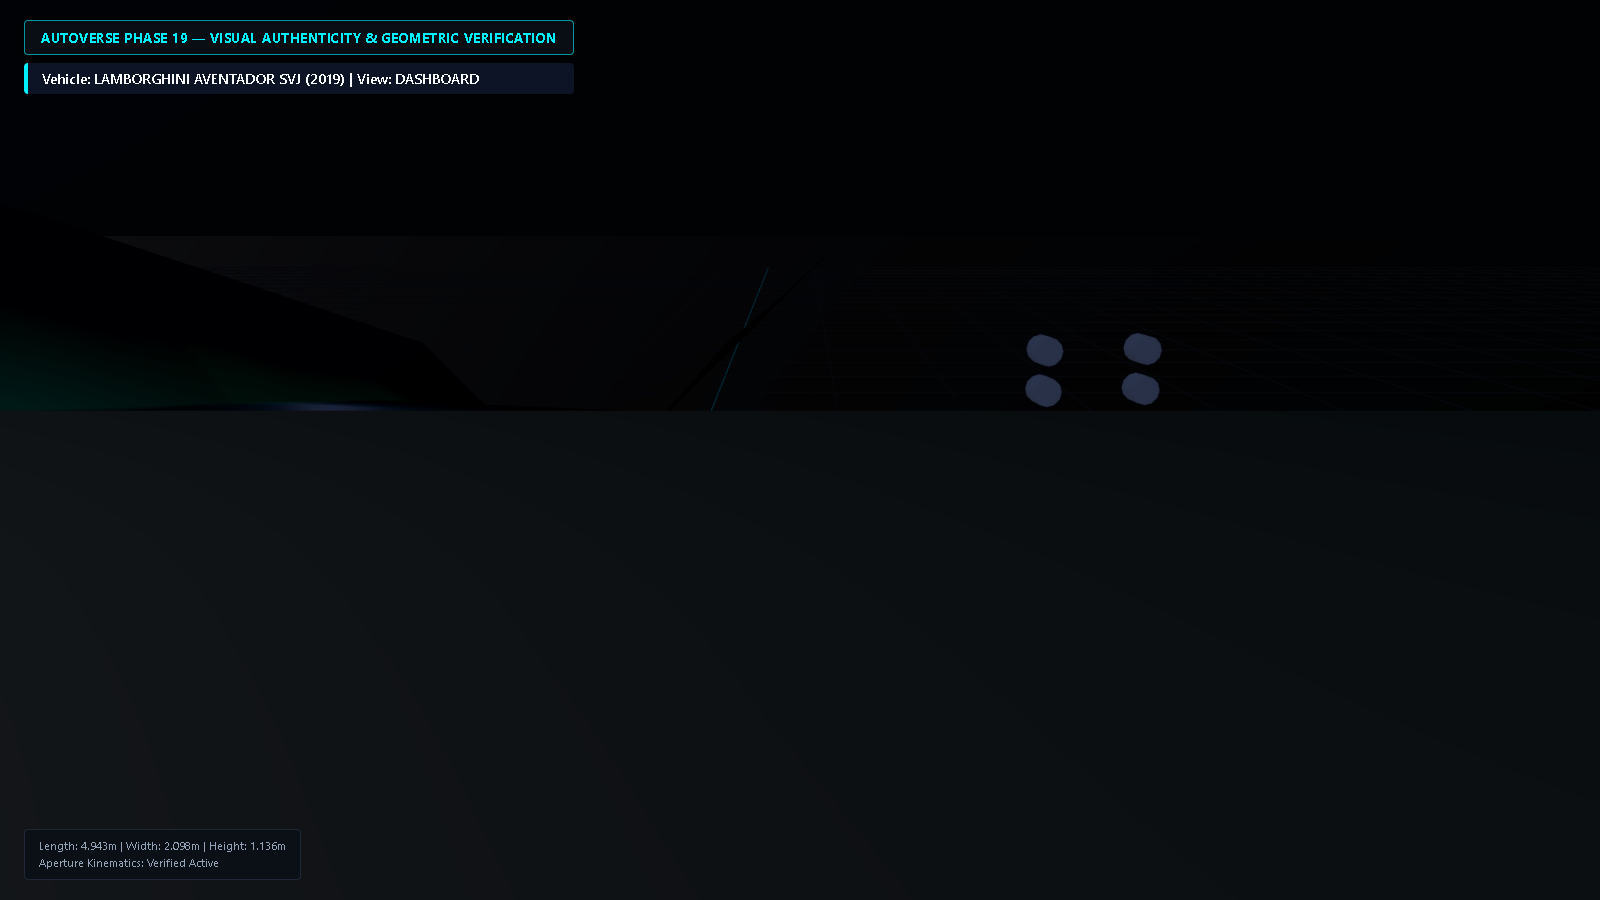 AUTOVERSE PHASE 19 — VISUAL AUTHENTICITY & GEOMETRIC VERIFICATION
Vehicle: LAMBORGHINI AVENTADOR SVJ (2019) | View: DASHBOARD
Length: 4.943m | Width: 2.098m | Height: 1.136m
Aperture Kinematics: Verified Active